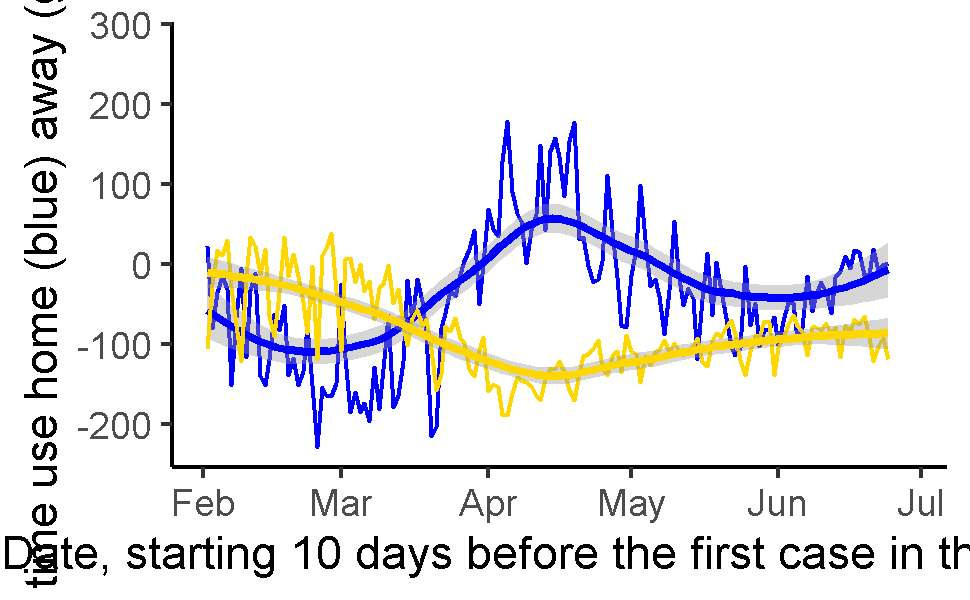 time use home (blue) away (
300
200
100
0
-100
-200
Feb Mar Apr May Jun Jul
Date, starting 10 days before the first case in